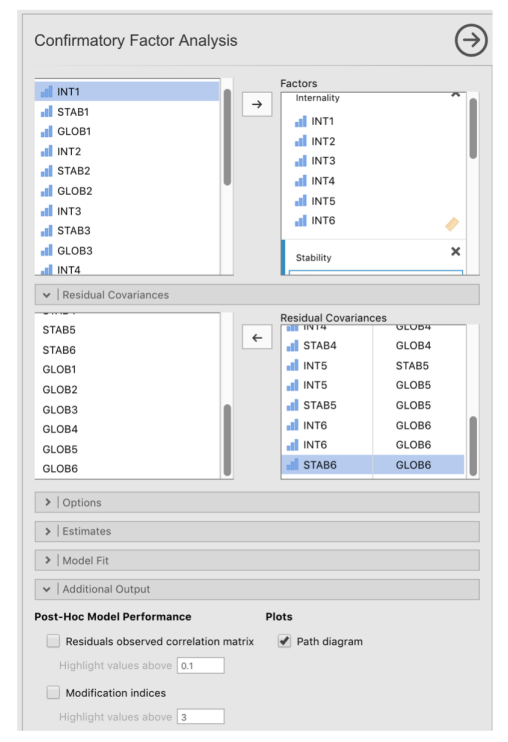 Confirmatory Factor Analysis
INT1
STAB1
GLOB1
INT2
STAB2
GLOB2
INT3
STAB3
GLOB3
INT4
Factors
Internality
INT1
INT2
INT3
INT4
INT5
INT6
Stability
Residual Covariances
STAB5
STAB6
GLOB1
GLOB2
GLOB3
GLOB4
GLOB5
GLOB6
Residual Covariances
INT4 GLOB4
STAB4 GLOB4
INT5 STAB5
INT5 GLOB5
STAB5 GLOB5
INT6 GLOB6
INT6 GLOB6
STAB6 GLOB6
Options
Estimates
Model Fit
Additional Output
Post-Hoc Model Performance
Residuals observed correlation matrix
Highlight values above 0.1
Modification indices
Highlight values above 3
Plots
Path diagram